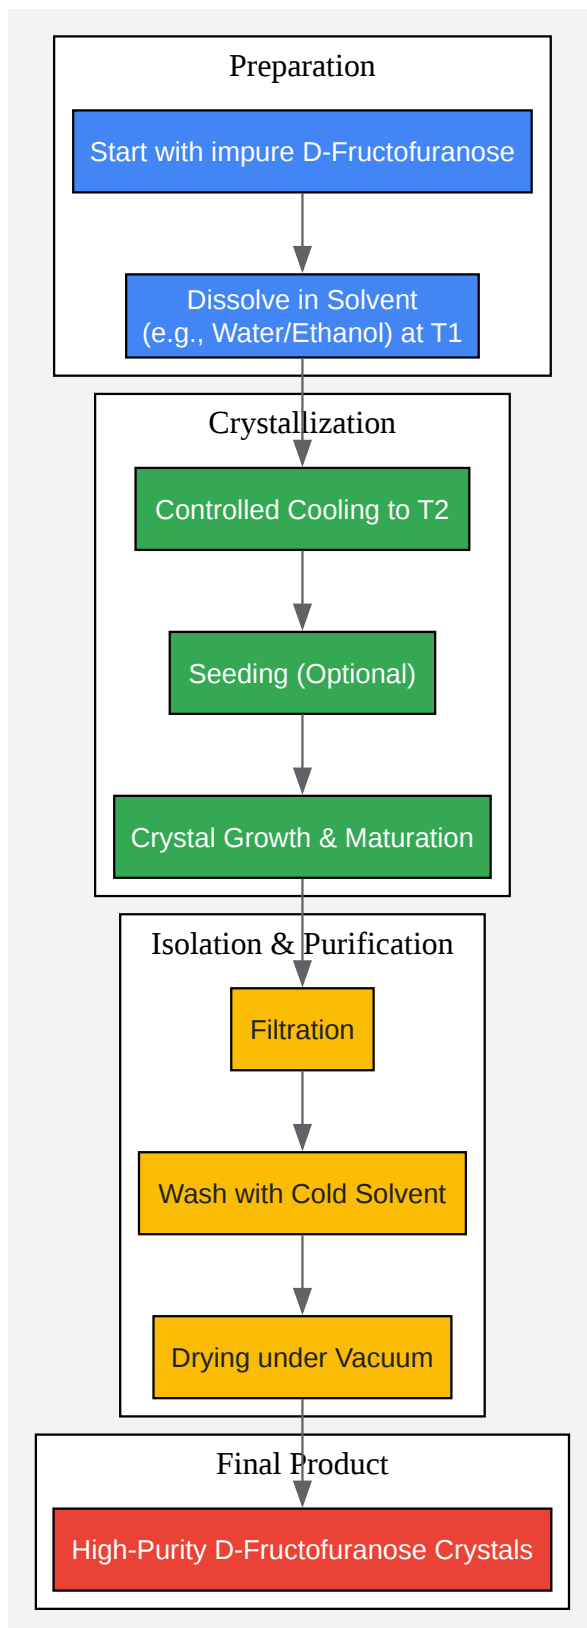 Preparation
Start with impure D-Fructofuranose
Dissolve in Solvent
(e.g., Water/Ethanol) at T1
Crystallization
Controlled Cooling to T2
Seeding (Optional)
Crystal Growth & Maturation
Isolation & Purification
Filtration
Wash with Cold Solvent
Drying under Vacuum
Final Product
High-Purity D-Fructofuranose Crystals